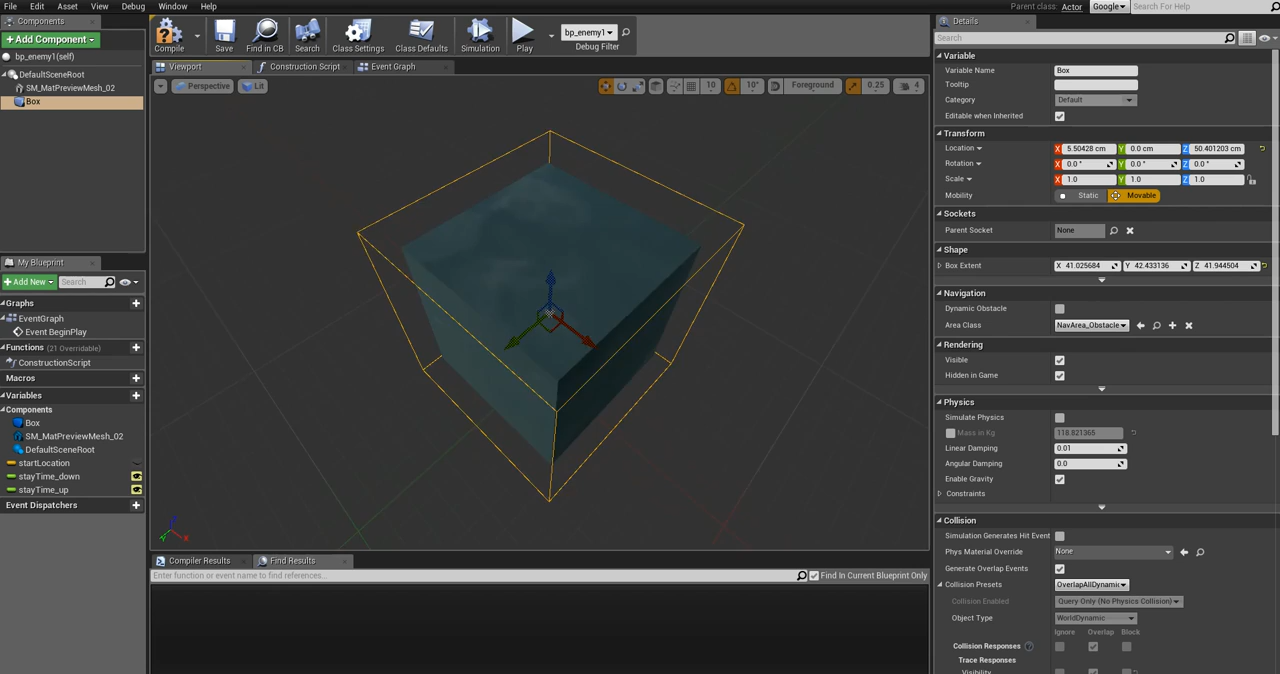 File Edit Asset View Debug Window Help Parent class: Actor Google Search For Help
Components
+ Add Component
bp_enemy1(self)
DefaultSceneRoot
SM_MatPreviewMesh_02
Box
Compile Save Find in CB Search Class Settings Class Defaults Simulation Play bp_enemy1 Debug Filter
Viewport Construction Script Event Graph
Perspective Lit 10 10° Foreground 0.25 4
X
Y
Z
My Blueprint
+ Add New Search
Graphs
EventGraph
Event BeginPlay
Functions (21 Overridable)
ConstructionScript
Macros
Variables
Components
Box
SM_MatPreviewMesh_02
DefaultSceneRoot
startLocation
stayTime_down
stayTime_up
Event Dispatchers
Compiler Results Find Results
Enter function or event name to find references... Find In Current Blueprint Only
Details
Search
Variable
Variable Name Box
Tooltip
Category Default
Editable when Inherited
Transform
Location X 5.50428 cm Y 0.0 cm Z 50.401203 cm
Rotation X 0.0 ° Y 0.0 ° Z 0.0 °
Scale X 1.0 Y 1.0 Z 1.0
Mobility Static Movable
Sockets
Parent Socket None
Shape
Box Extent X 41.025684 Y 42.433136 Z 41.944504
Navigation
Dynamic Obstacle
Area Class NavArea_Obstacle
Rendering
Visible
Hidden in Game
Physics
Simulate Physics
Mass in Kg 118.821365
Linear Damping 0.01
Angular Damping 0.0
Enable Gravity
Constraints
Collision
Simulation Generates Hit Event
Phys Material Override None
Generate Overlap Events
Collision Presets OverlapAllDynamic
Collision Enabled Query Only (No Physics Collision)
Object Type WorldDynamic
Ignore Overlap Block
Collision Responses
Trace Responses
Visibility